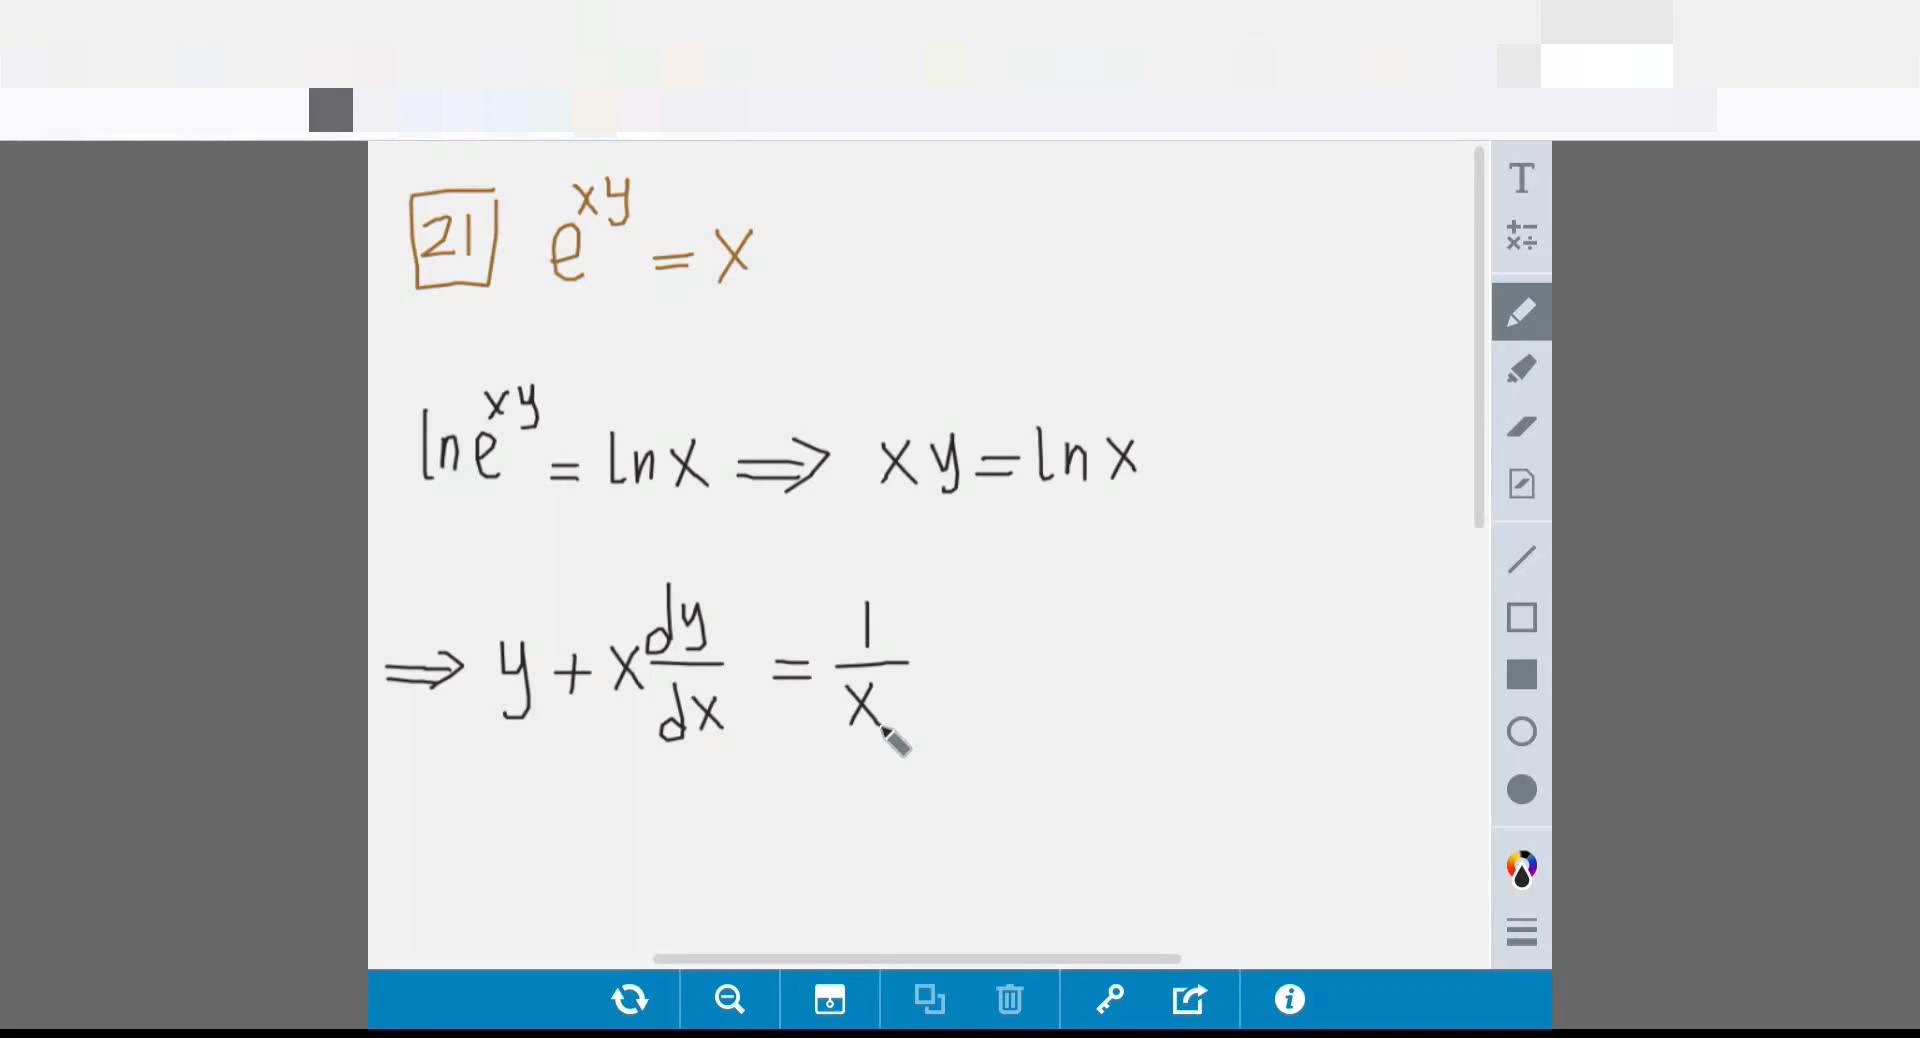 21 e^xy = x
ln e^xy = ln x ⟹ xy = ln x
⟹ y + x dy/dx = 1/x